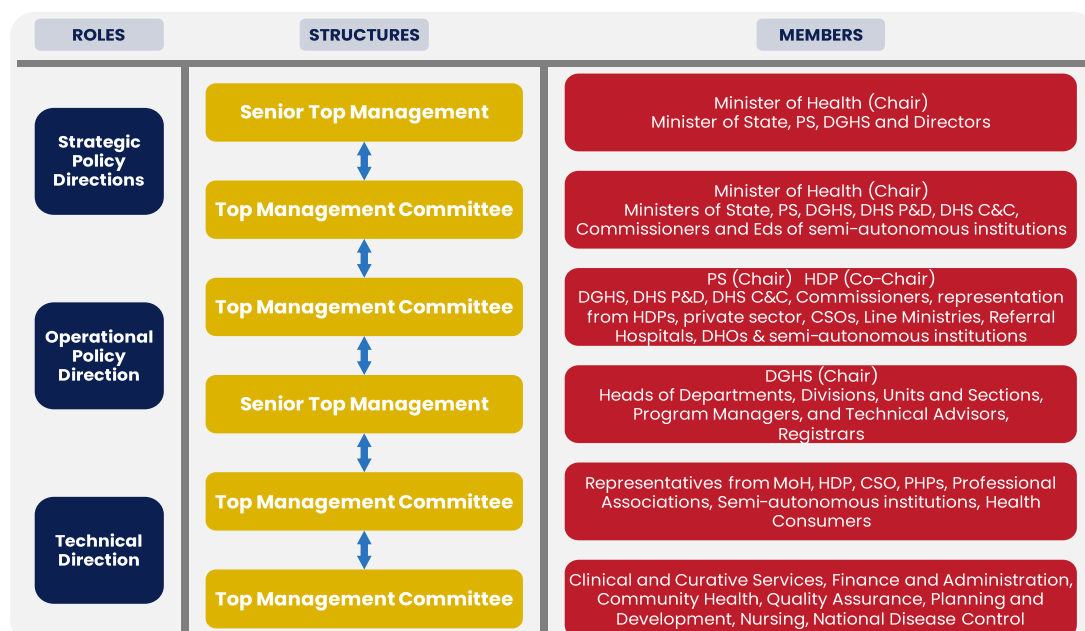 ROLES
STRUCTURES
MEMBERS
Strategic
Policy
Directions
Senior Top Management
Minister of Health (Chair)
Minister of State, PS, DGHS and Directors
Top Management Committee
Minister of Health (Chair)
Ministers of State, PS, DGHS, DHS P&D, DHS C&C,
Commissioners and Eds of semi-autonomous institutions
Operational
Policy
Direction
Top Management Committee
PS (Chair) HDP (Co-Chair)
DGHS, DHS P&D, DHS C&C, Commissioners, representation
from HDPs, private sector, CSOs, Line Ministries, Referral
Hospitals, DHOs & semi-autonomous institutions
Senior Top Management
DGHS (Chair)
Heads of Departments, Divisions, Units and Sections,
Program Managers, and Technical Advisors,
Registrars
Technical
Direction
Top Management Committee
Representatives from MoH, HDP, CSO, PHPs, Professional
Associations, Semi-autonomous institutions, Health
Consumers
Top Management Committee
Clinical and Curative Services, Finance and Administration,
Community Health, Quality Assurance, Planning and
Development, Nursing, National Disease Control